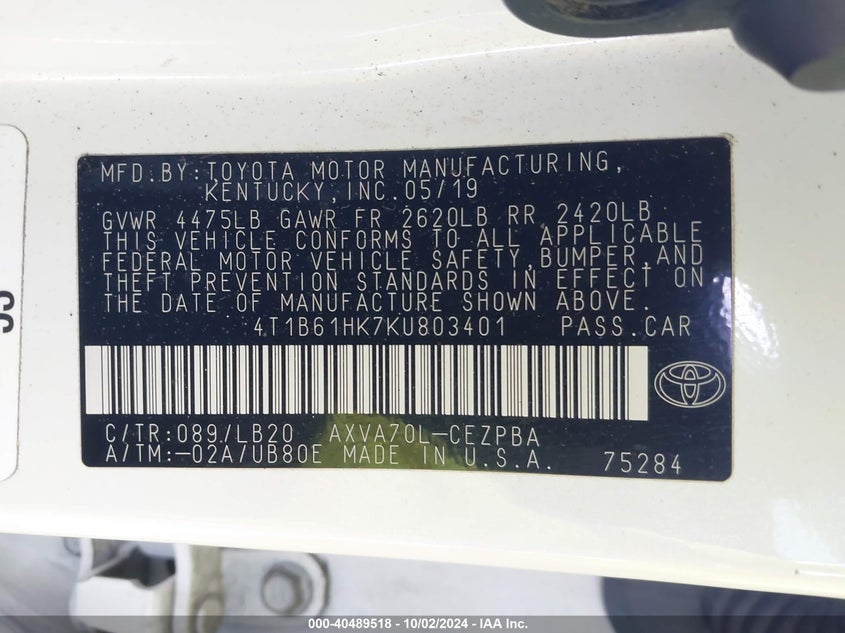 MFD.BY:TOYOTA MOTOR MANUFACTURING,
KENTUCKY,INC.05/19
GVWR 4475LB GAWR FR 2620LB RR 2420LB
THIS VEHICLE CONFORMS TO ALL APPLICABLE
FEDERAL MOTOR VEHICLE SAFETY,BUMPER,AND
THEFT PREVENTION STANDARDS IN EFFECT ON
THE DATE OF MANUFACTURE SHOWN ABOVE.
4T1B61HK7KU803401 PASS.CAR
C/TR:089/LB20 AXVA70L-CEZPBA
A/TM:-02A/UB80E MADE IN U.S.A. 75284
000-40489518 - 10/02/2024 - IAA Inc.